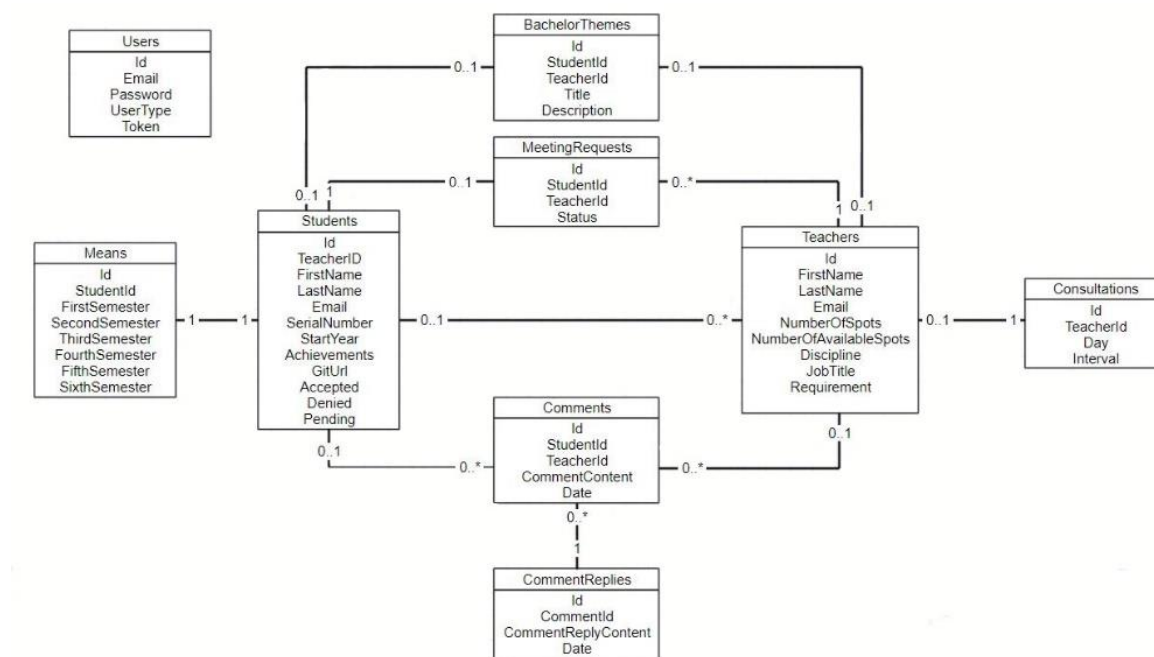 Users
Id
Email
Password
UserType
Token
BachelorThemes
Id
StudentId
TeacherId
Title
Description
0..1
0..1
MeetingRequests
Id
StudentId
TeacherId
Status
0..1
0..*
0..1
1
1
0..1
Means
Id
StudentId
FirstSemester
SecondSemester
ThirdSemester
FourthSemester
FifthSemester
SixthSemester
1
1
Students
Id
TeacherID
FirstName
LastName
Email
SerialNumber
StartYear
Achievements
GitUrl
Accepted
Denied
Pending
0..1
0..*
Teachers
Id
FirstName
LastName
Email
NumberOfSpots
NumberOfAvailableSpots
Discipline
JobTitle
Requirement
0..1
1
Consultations
Id
TeacherId
Day
Interval
0..1
0..*
Comments
Id
StudentId
TeacherId
CommentContent
Date
0..1
0..*
0..*
1
CommentReplies
Id
CommentId
CommentReplyContent
Date